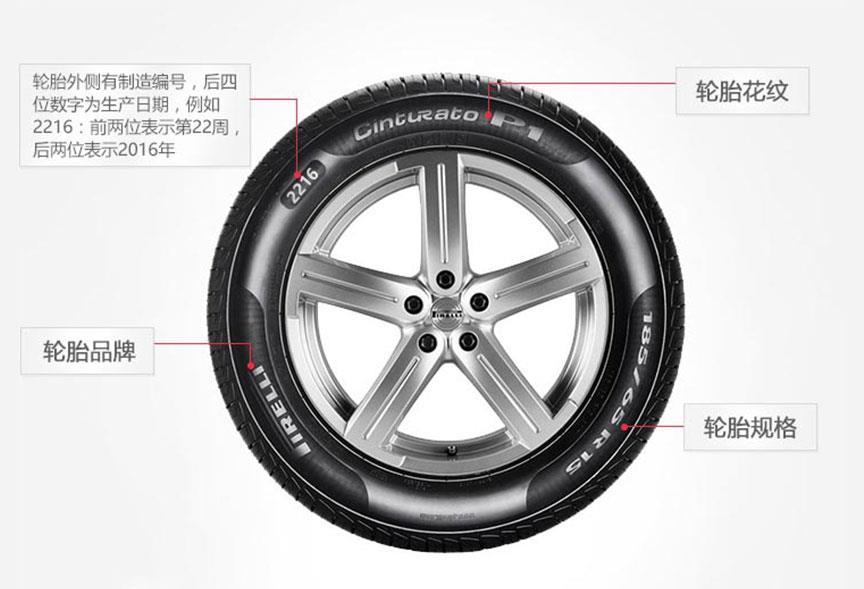 轮胎外侧有制造编号，后四
位数字为生产日期，例如
2216：前两位表示第22周，
后两位表示2016年
轮胎花纹
Cinturato P1
2216
PIRELLI
轮胎品牌
PIRELLI
185/65 R15
轮胎规格